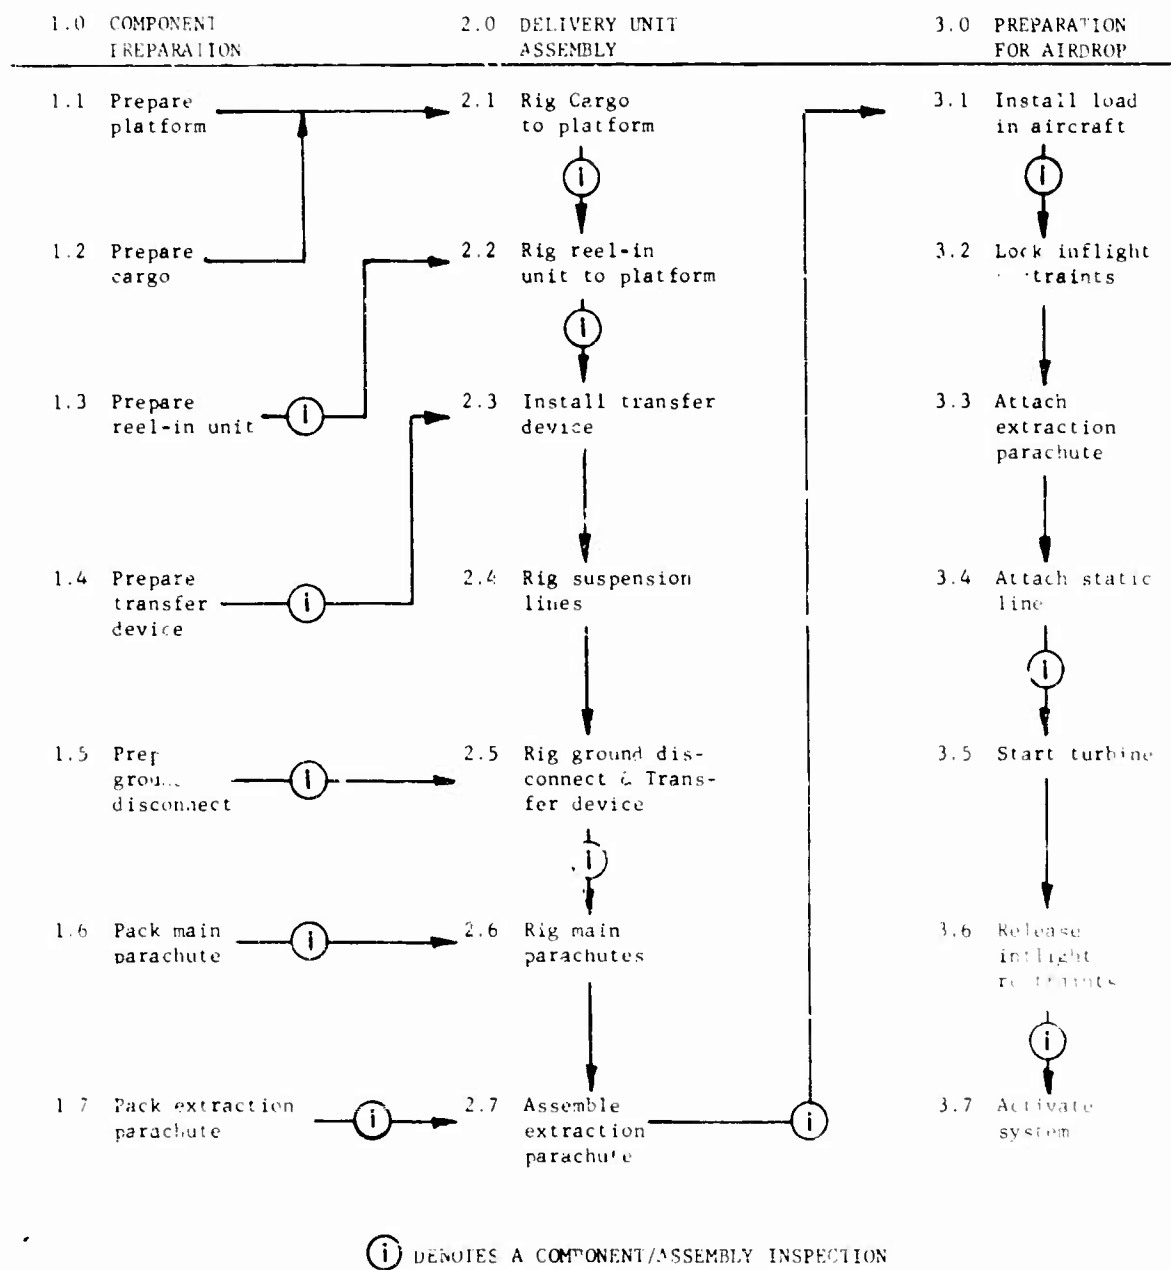 1.0 COMPONENT
PREPARATION
2.0 DELIVERY UNIT
ASSEMBLY
3.0 PREPARATION
FOR AIRDROP
1.1 Prepare
platform
2.1 Rig Cargo
to platform
3.1 Install load
in aircraft
i
i
1.2 Prepare
cargo
2.2 Rig reel-in
unit to platform
3.2 Lock inflight
i
1.3 Prepare
reel-in unit
i
2.3 Install transfer
device
3.3 Attach
extraction
parachute
1.4 Prepare
transfer
device
i
2.4 Rig suspension
lines
3.4 Attach static
line
i
1.5
disconnect
i
2.5 Rig ground dis-
connect & Trans-
fer device
3.5 Start turbine
i
1.6 Pack main
parachute
i
2.6 Rig main
parachutes
3.6 Release
inflight
restraints
i
1.7 Pack extraction
parachute
i
2.7 Assemble
extraction
parachute
i
3.7 Activate
system
i DENOTES A COMPONENT/ASSEMBLY INSPECTION